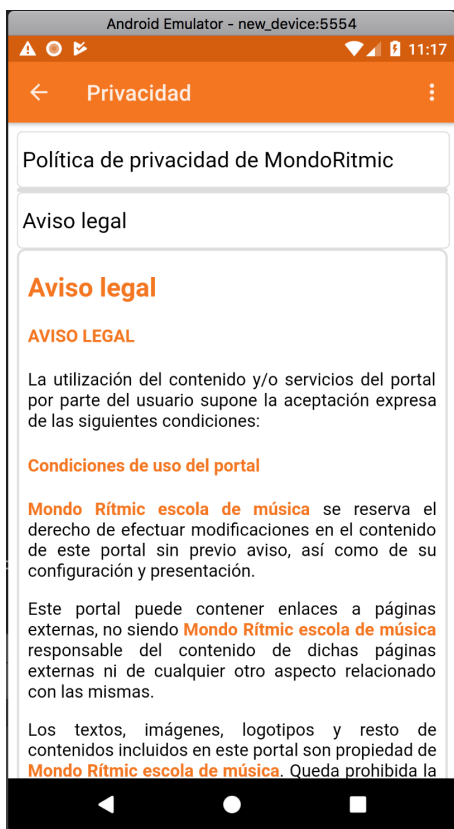 Android Emulator - new_device:5554
11:17
Privacidad
Política de privacidad de MondoRitmic
Aviso legal
Aviso legal
AVISO LEGAL
La utilización del contenido y/o servicios del portal
por parte del usuario supone la aceptación expresa
de las siguientes condiciones:
Condiciones de uso del portal
Mondo Rítmic escola de música se reserva el
derecho de efectuar modificaciones en el contenido
de este portal sin previo aviso, así como de su
configuración y presentación.
Este portal puede contener enlaces a páginas
externas, no siendo Mondo Rítmic escola de música
responsable del contenido de dichas páginas
externas ni de cualquier otro aspecto relacionado
con las mismas.
Los textos, imágenes, logotipos y resto de
contenidos incluidos en este portal son propiedad de
Mondo Rítmic escola de música. Queda prohibida la